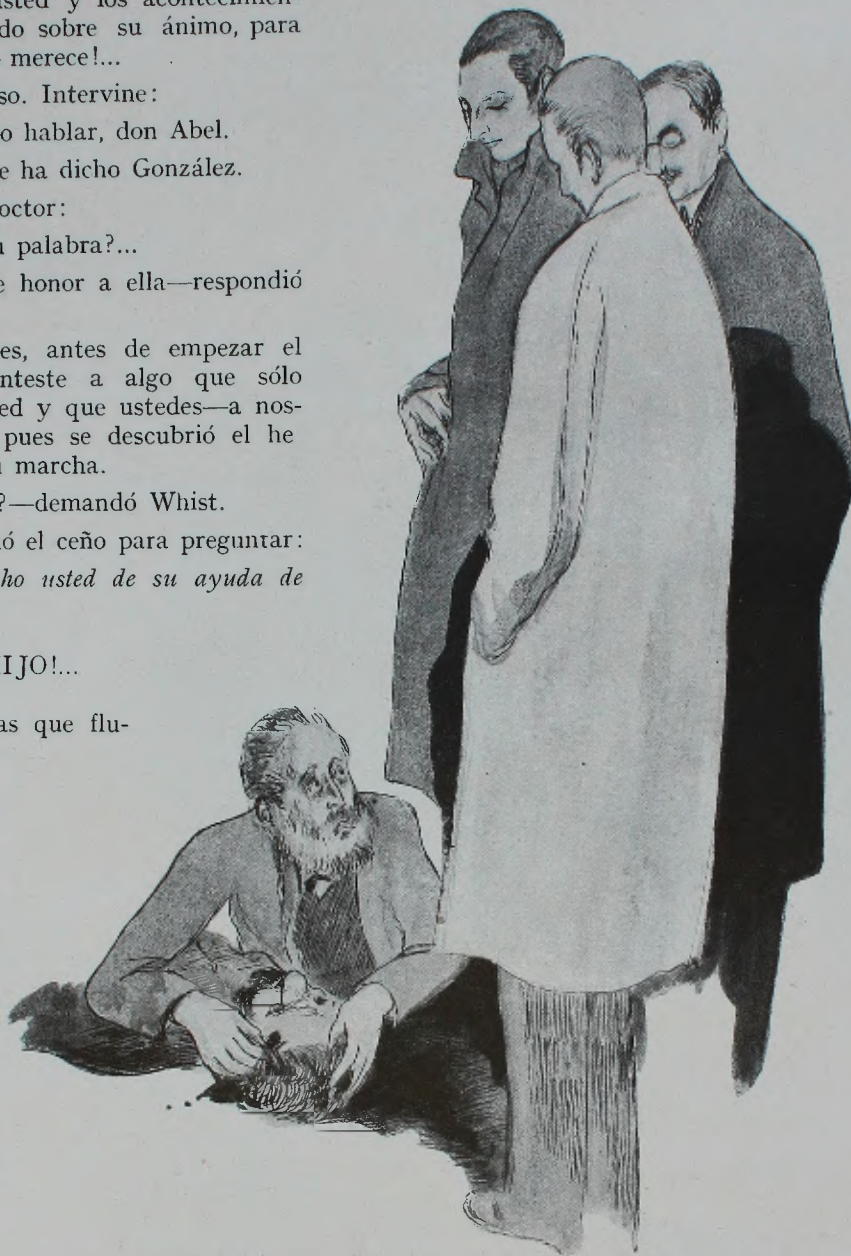 usted y los acontecimien-
do sobre su ánimo, para
merece!...
so. Intervine:
o hablar, don Abel.
e ha dicho González.
octor:
palabra?...
e honor a ella—respondió
es, antes de empezar el
nteste a algo que sólo
ed y que ustedes—a nos-
pues se descubrió el he
marcha.
?—demandó Whist.
ó el ceño para preguntar:
ho usted de su ayuda de
IJO!...
as que flu-